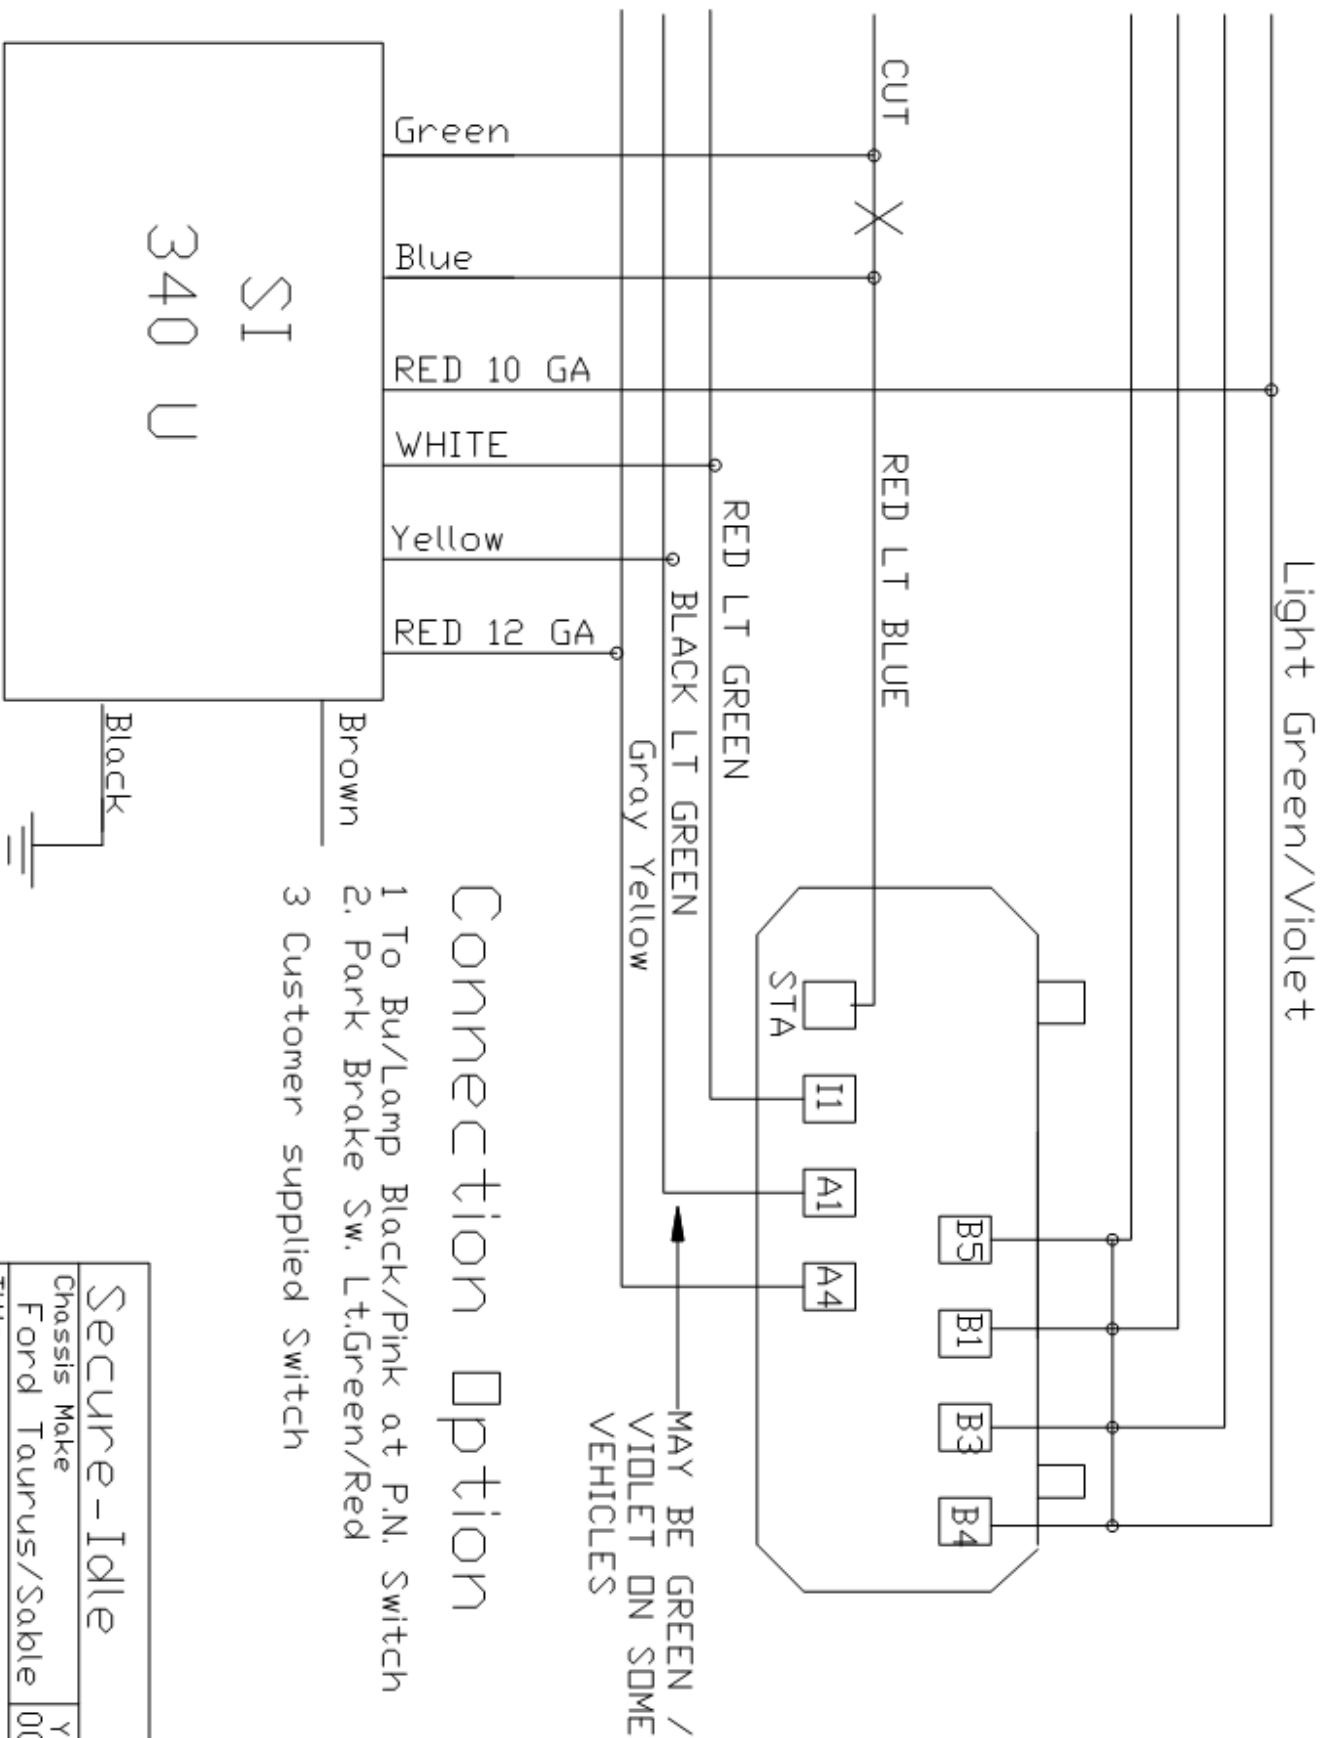 Green
Blue
RED 10 GA
WHITE
Yellow
RED 12 GA
SI
340 U
Black
Brown
CUT
RED LT BLUE
RED LT GREEN
BLACK LT GREEN
Gray Yellow
Light Green/Violet
STA
I1
A1
A4
B5
B1
B3
B4
MAY BE GREEN /
VIOLET ON SOME
VEHICLES
Connection Option
1 To Bu/Lamp Black/Pink at P.N. Switch
2. Park Brake Sw. Lt.Green/Red
3 Customer supplied Switch
Secure-Idle
Chassis Make
Ford Taurus/Sable